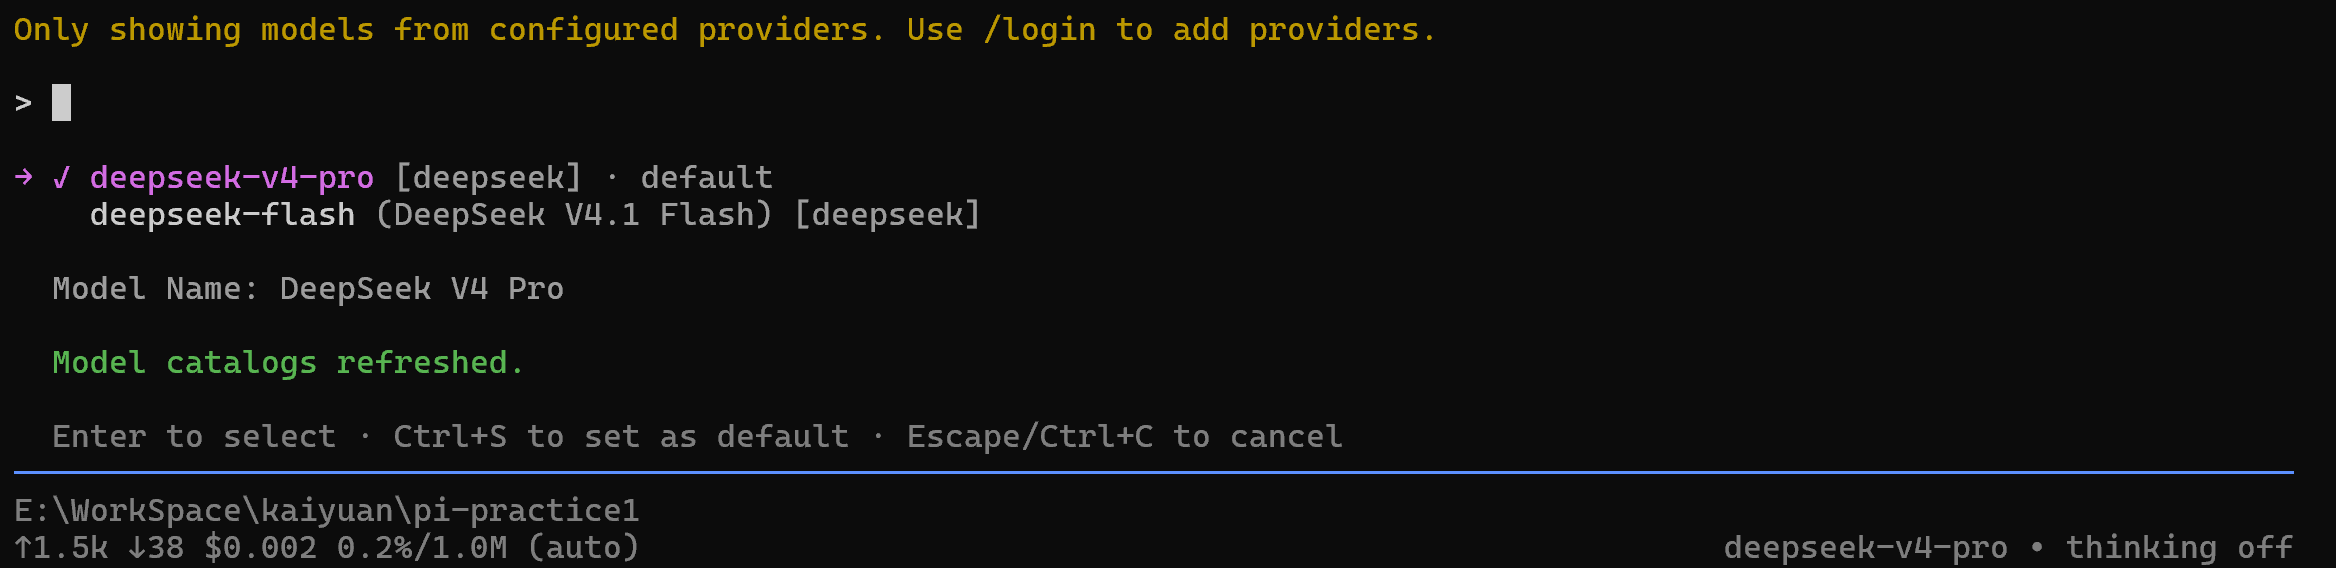 Only showing models from configured providers. Use /login to add providers.
>
→ ✓ deepseek-v4-pro [deepseek] · default
deepseek-flash (DeepSeek V4.1 Flash) [deepseek]
Model Name: DeepSeek V4 Pro
Model catalogs refreshed.
Enter to select · Ctrl+S to set as default · Escape/Ctrl+C to cancel
E:\WorkSpace\kaiyuan\pi-practice1
↑1.5k ↓38 $0.002 0.2%/1.0M (auto) deepseek-v4-pro • thinking off